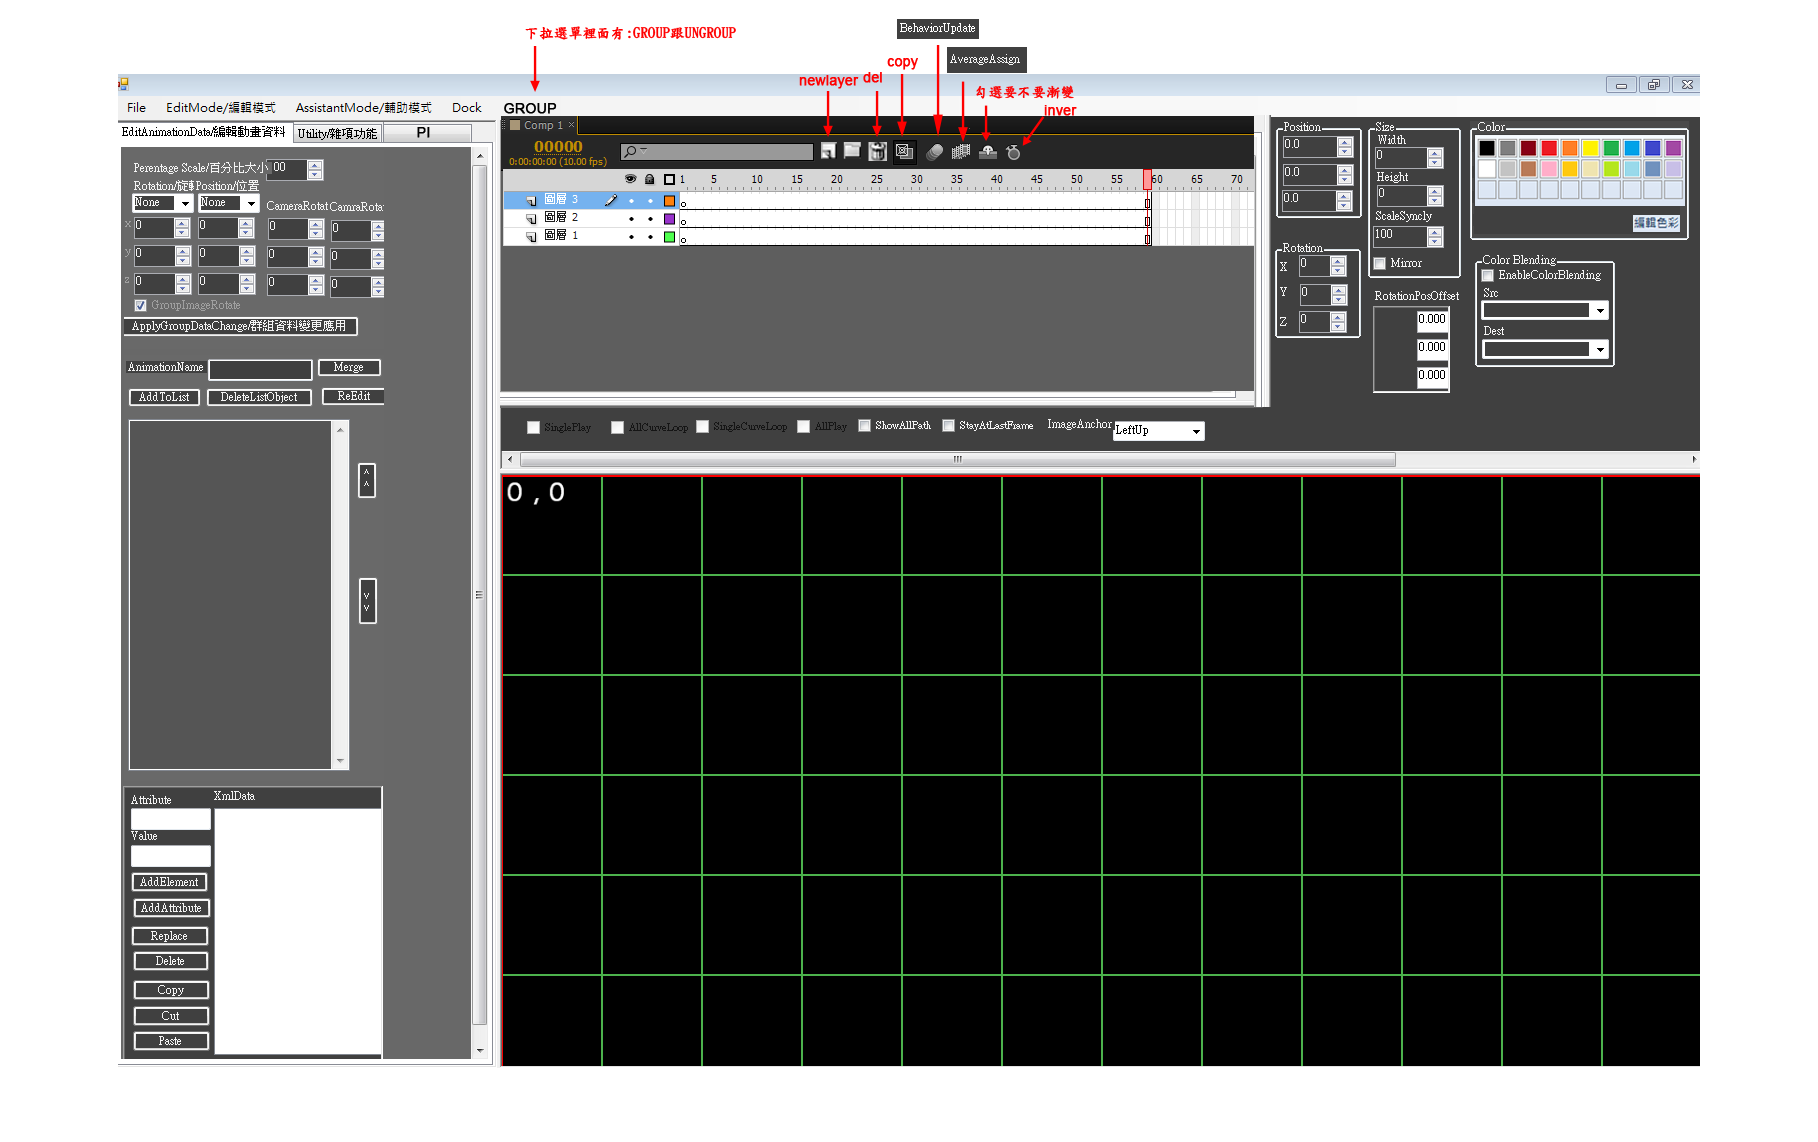 下拉選單裡面有:GROUP跟UNGROUP
BehaviorUpdate
AverageAssign
copy
newlayer
del
勾選要不要漸變
inver
File
EditMode/編輯模式
AssistantMode/輔助模式
Dock
GROUP
EditAnimationData/編輯動畫資料
Utility/雜項功能
PI
Comp 1
00000
0:00:00:00 (10.00 fps)
1 5 10 15 20 25 30 35 40 45 50 55 60 65 70
圖層 3
圖層 2
圖層 1
Perentage Scale/百分比大小
00
Rotation/旋
Position/位置
None
None
CameraRotat
CamraRota
x 0 0 0 0
y 0 0 0 0
z 0 0 0 0
GroupImageRotate
ApplyGroupDataChange/群組資料變更應用
AnimationName
Merge
AddToList
DeleteListObject
ReEdit
Attribute
XmlData
Value
AddElement
AddAttribute
Replace
Delete
Copy
Cut
Paste
Position
0.0
0.0
0.0
Rotation
X 0
Y 0
Z 0
Size
Width
0
Height
0
ScaleSyncly
100
Mirror
RotationPosOffset
0.000
0.000
0.000
Color
編輯色彩
Color Blending
EnableColorBlending
Src
Dest
SinglePlay
AllCurveLoop
SingleCurveLoop
AllPlay
ShowAllPath
StayAtLastFrame
ImageAnchor
LeftUp
0 , 0